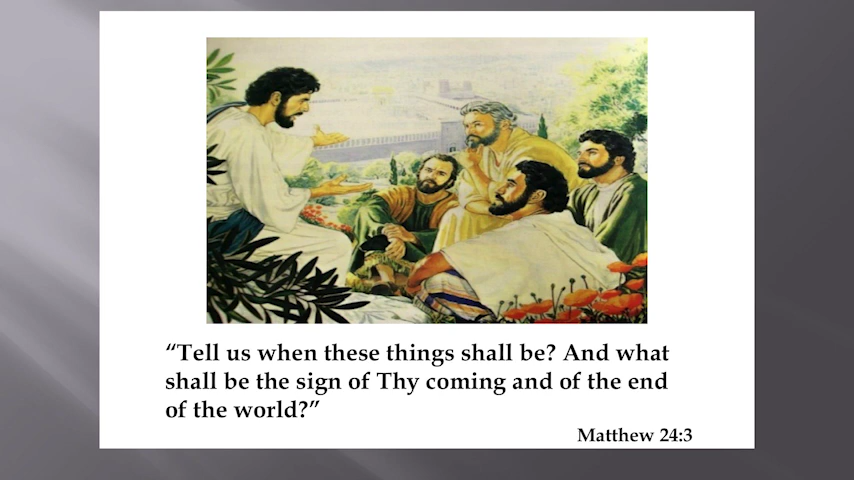 “Tell us when these things shall be? And what
shall be the sign of Thy coming and of the end
of the world?”
Matthew 24:3